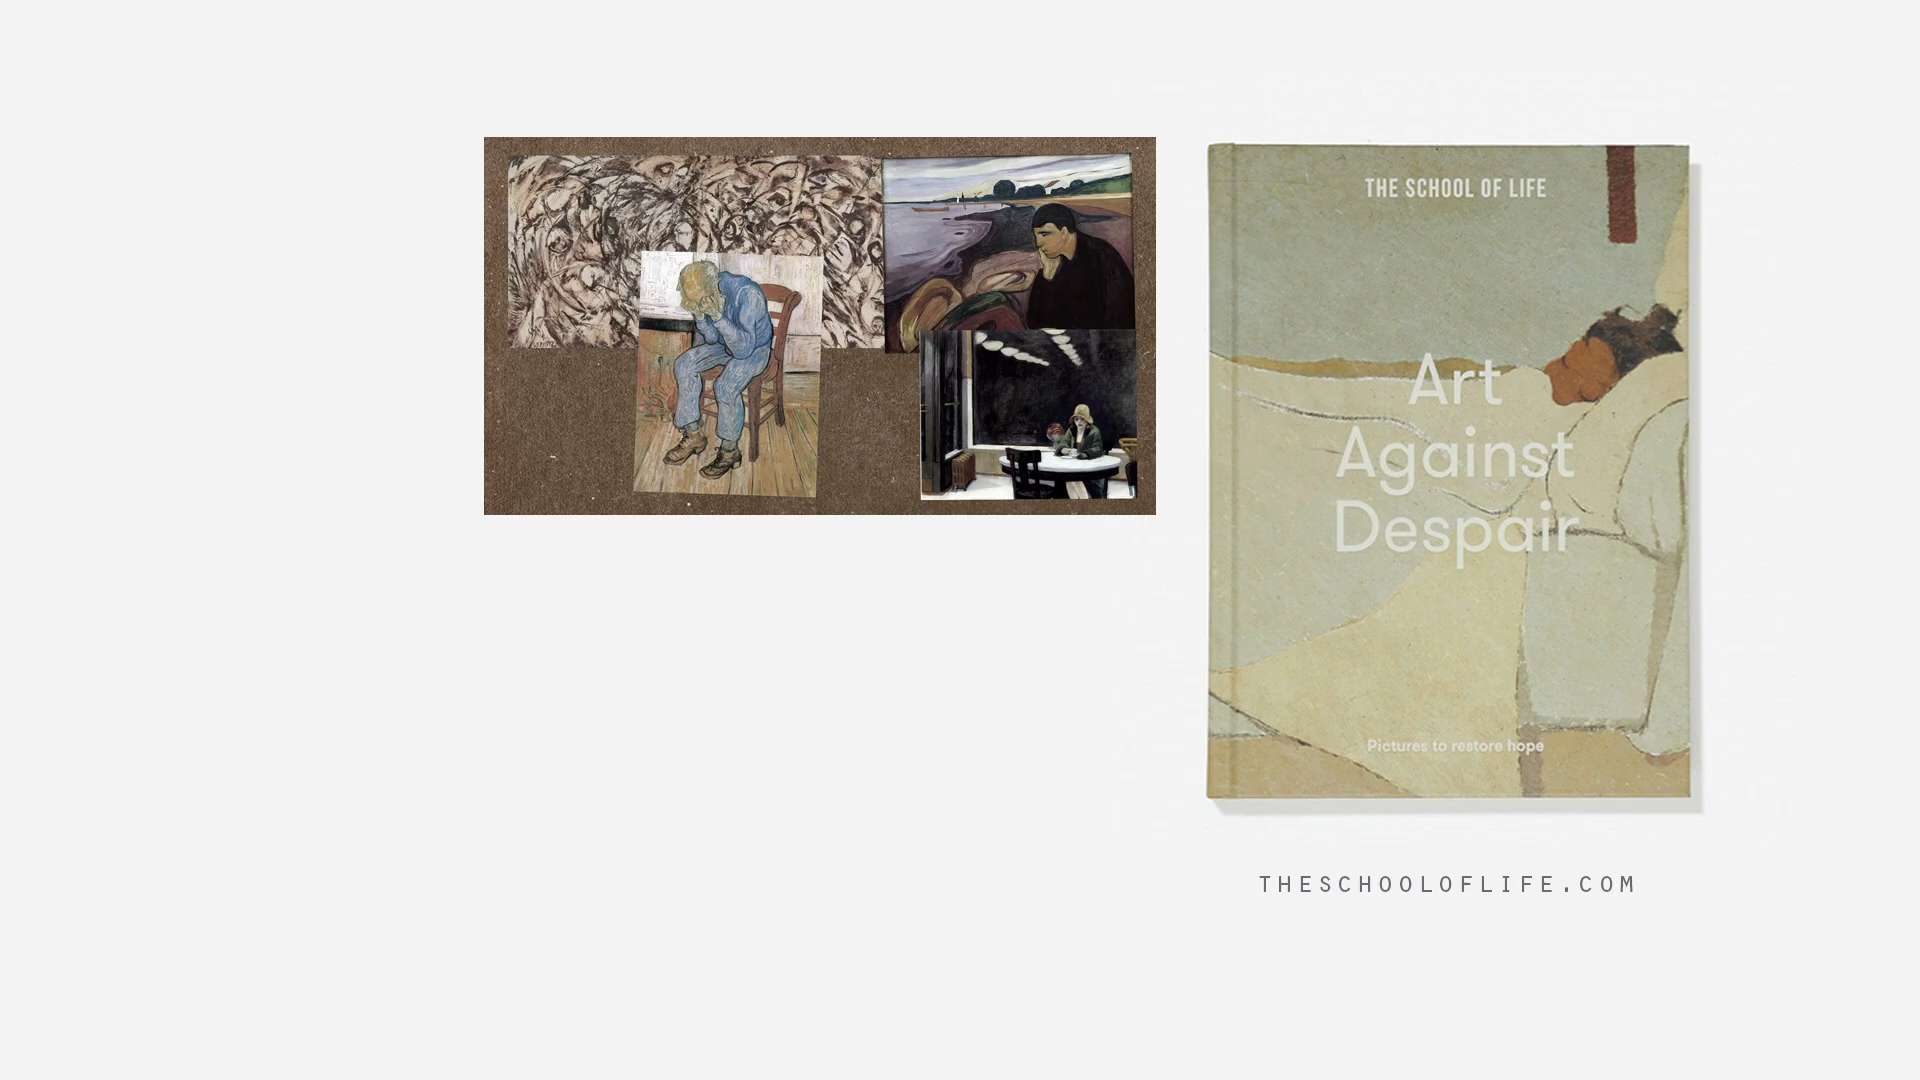 THE SCHOOL OF LIFE
Art
Against
Despair
Pictures to restore hope
THESCHOOLOFLIFE.COM